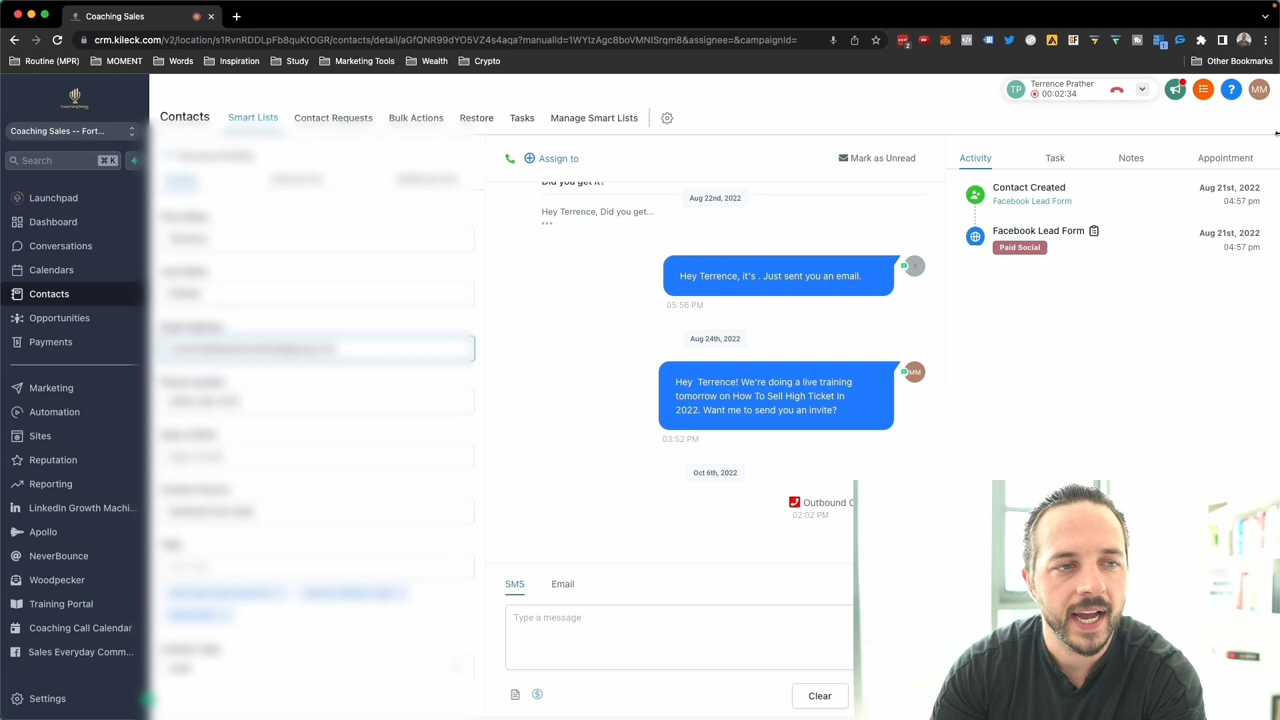 Coaching Sales
crm.kileck.com/v2/location/s1RvnRDDLpFb8quKtOGR/contacts/detail/aGfQNR99dYO5VZ4s4aqa?manualId=1WYIzAgc8boVMNISrqm8&assignee=&campaignId=
Routine (MPR)
MOMENT
Words
Inspiration
Study
Marketing Tools
Wealth
Crypto
Other Bookmarks
Coaching Sales -- Fort...
Search
⌘ K
Launchpad
Dashboard
Conversations
Calendars
Contacts
Opportunities
Payments
Marketing
Automation
Sites
Reputation
Reporting
LinkedIn Growth Machi...
Apollo
NeverBounce
Woodpecker
Training Portal
Coaching Call Calendar
Sales Everyday Comm...
Settings
Contacts
Smart Lists
Contact Requests
Bulk Actions
Restore
Tasks
Manage Smart Lists
TP
Terrence Prather
00:02:34
MM
Assign to
Mark as Unread
Did you get it?
Aug 22nd, 2022
Hey Terrence, Did you get...
Hey Terrence, it's . Just sent you an email.
?
05:56 PM
Aug 24th, 2022
Hey Terrence! We're doing a live training
tomorrow on How To Sell High Ticket In
2022. Want me to send you an invite?
MM
03:52 PM
Oct 6th, 2022
Outbound C
02:02 PM
SMS
Email
Type a message
Clear
Activity
Task
Notes
Appointment
Contact Created
Aug 21st, 2022
Facebook Lead Form
04:57 pm
Facebook Lead Form
Aug 21st, 2022
Paid Social
04:57 pm